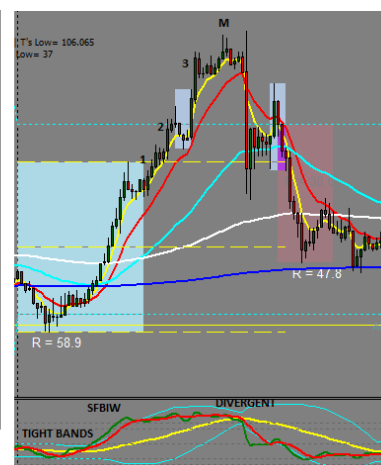 M
T's Low= 106.065
Low= 37
3
2
1
R = 47.8
R = 58.9
SFBIW
DIVERGENT
TIGHT BANDS